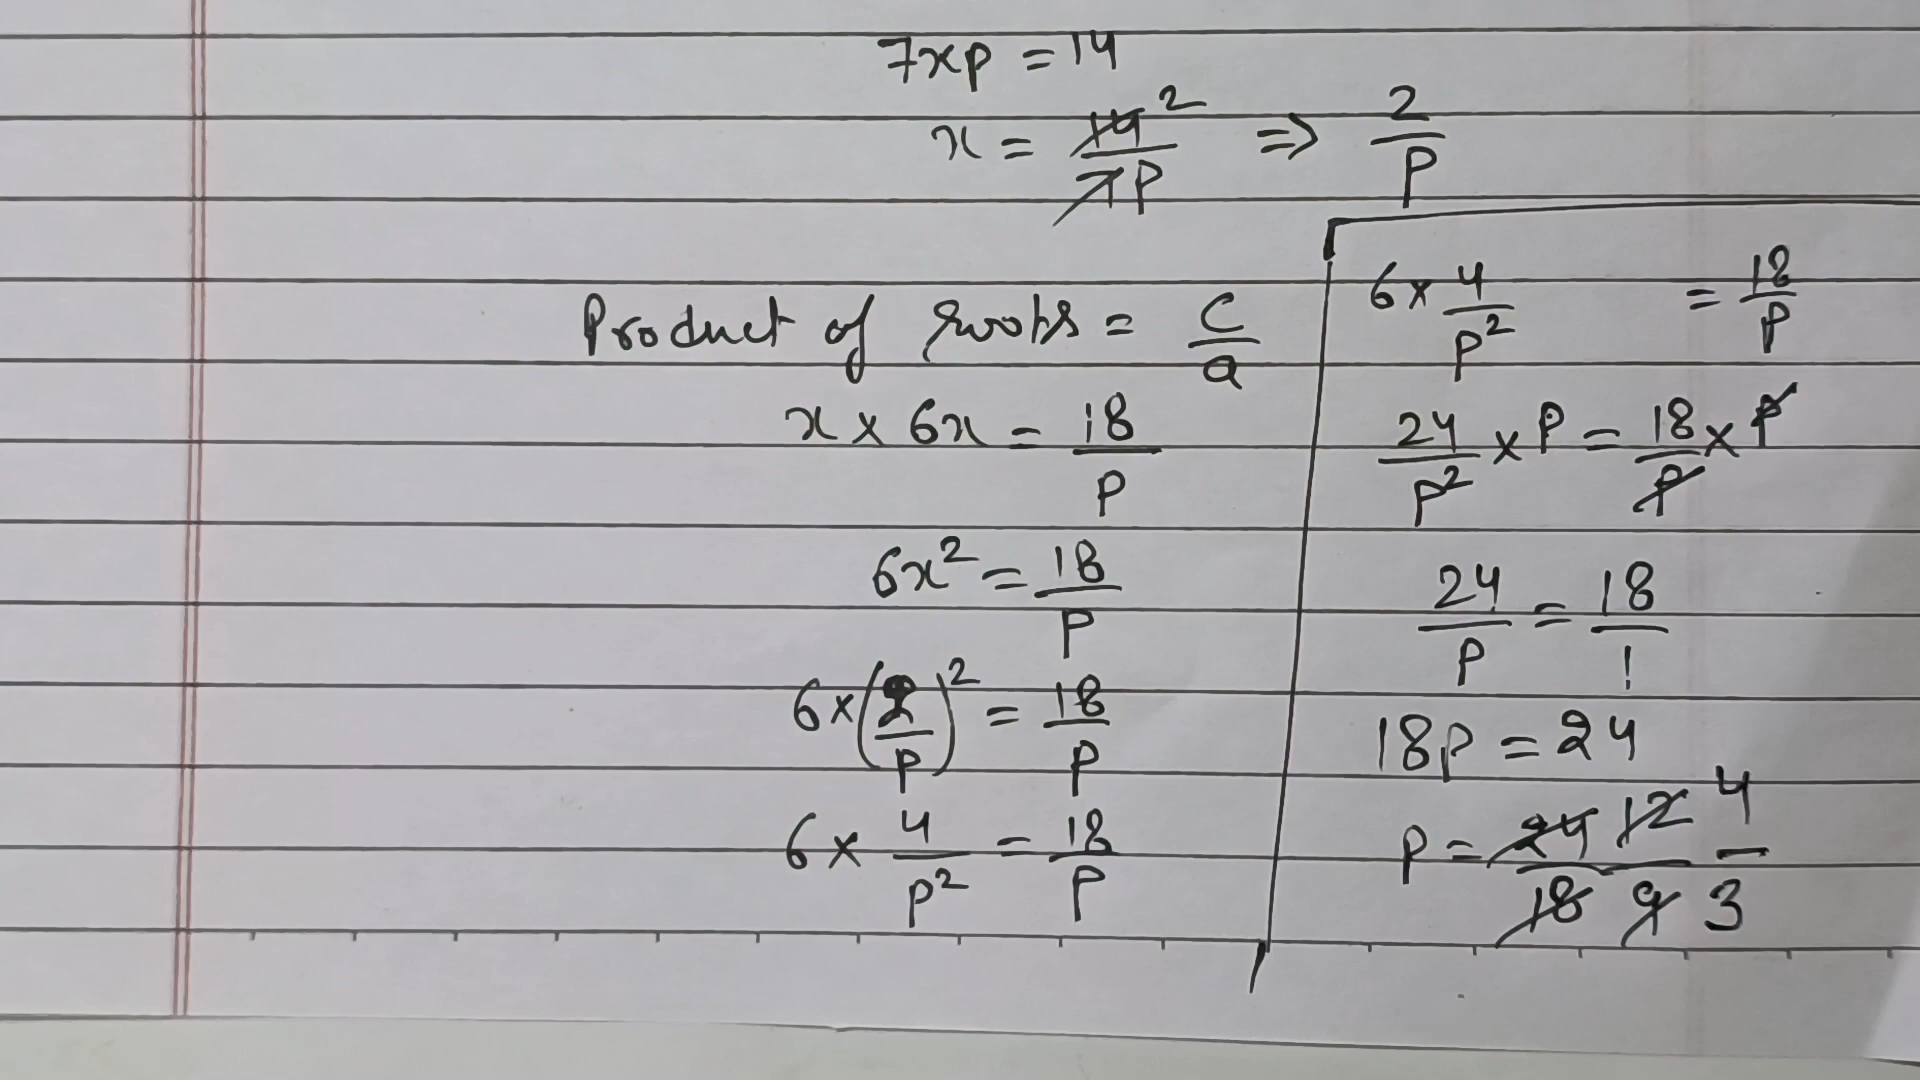 7xp = 14
x = 14/7P 2 => 2/P
Product of roots = C/a
x × 6x = 18/P
6x² = 18/P
6×(2/P)² = 18/P
6 × 4/P² = 18/P
6 × 4/P² = 18/P
24/P² × P = 18/P × P
24/P = 18/1
18P = 24
P = 24/18 12/9 4/3